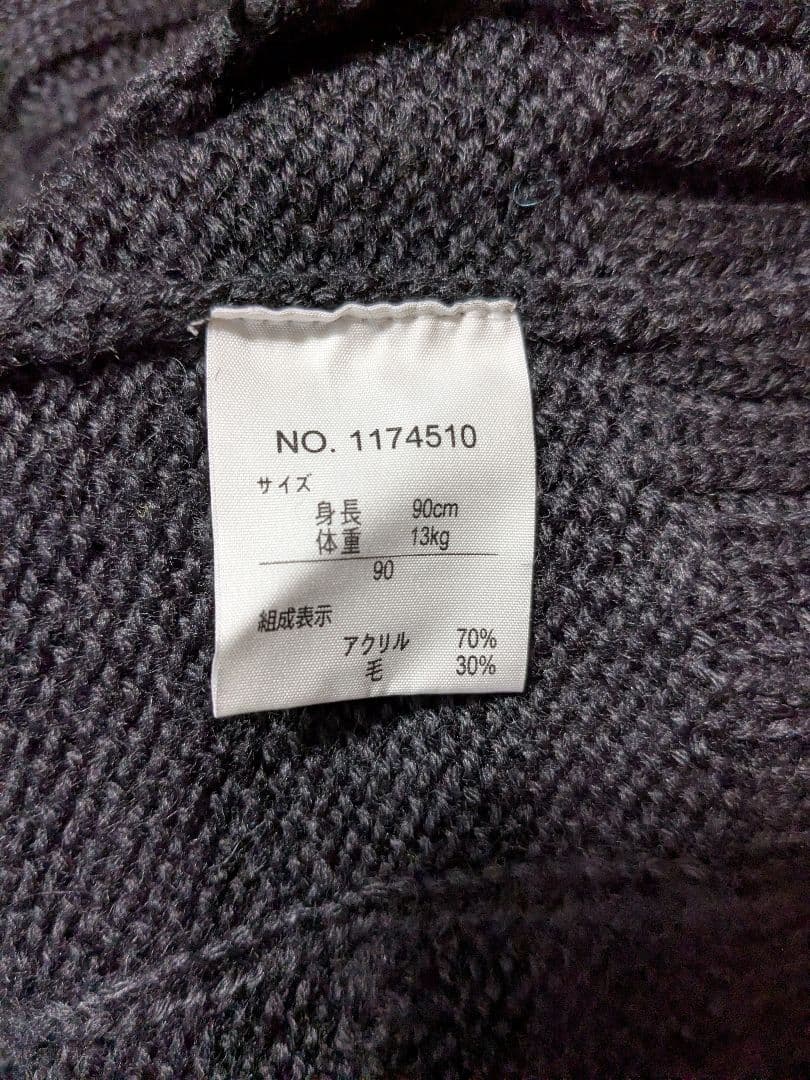 NO. 1174510
サイズ
身長 90cm
体重 13kg
90
組成表示
アクリル 70%
毛 30%